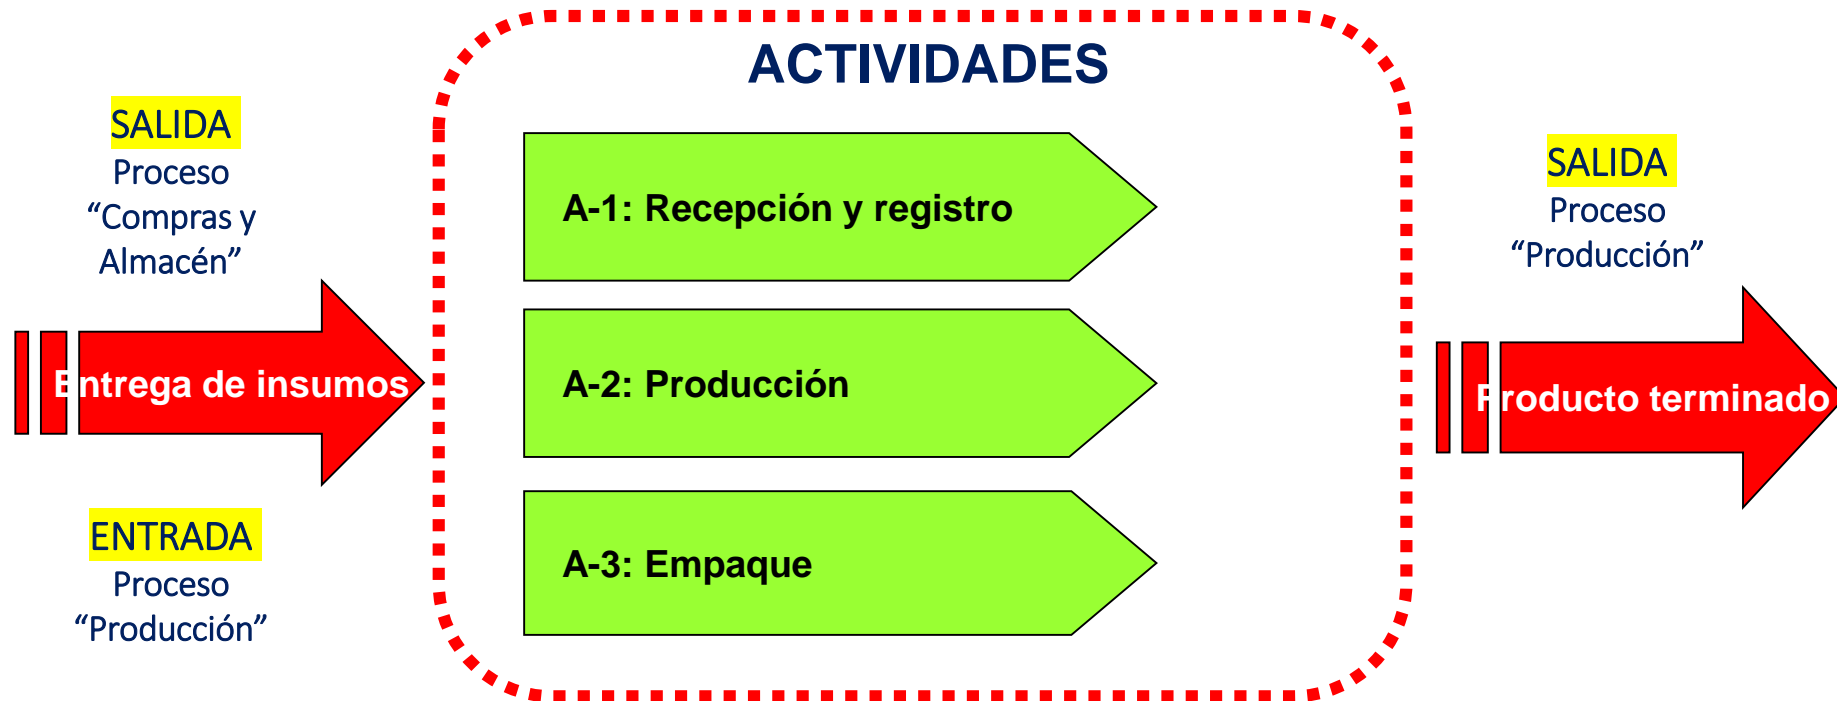 ACTIVIDADES
SALIDA
Proceso
“Compras y
Almacén”
Entrega de insumos
ENTRADA
Proceso
“Producción”
A-1: Recepción y registro
A-2: Producción
A-3: Empaque
SALIDA
Proceso
“Producción”
Producto terminado